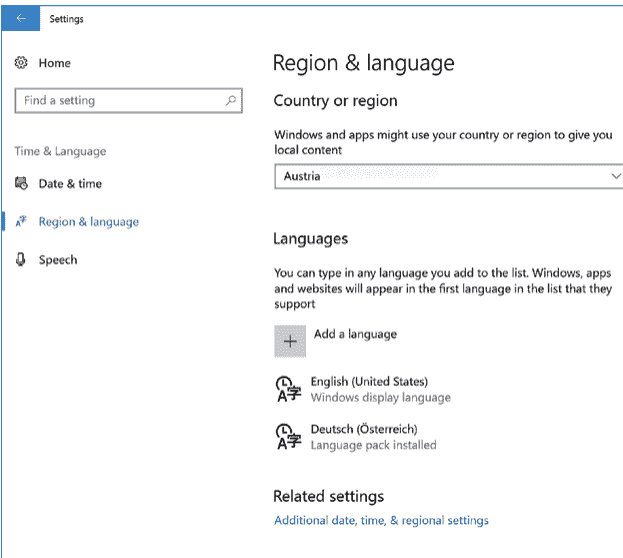 Settings
Home
Find a setting
Time & Language
Date & time
Region & language
Speech
Region & language
Country or region
Windows and apps might use your country or region to give you
local content
Austria
Languages
You can type in any language you add to the list. Windows, apps
and websites will appear in the first language in the list that they
support
Add a language
English (United States)
Windows display language
Deutsch (Österreich)
Language pack installed
Related settings
Additional date, time, & regional settings